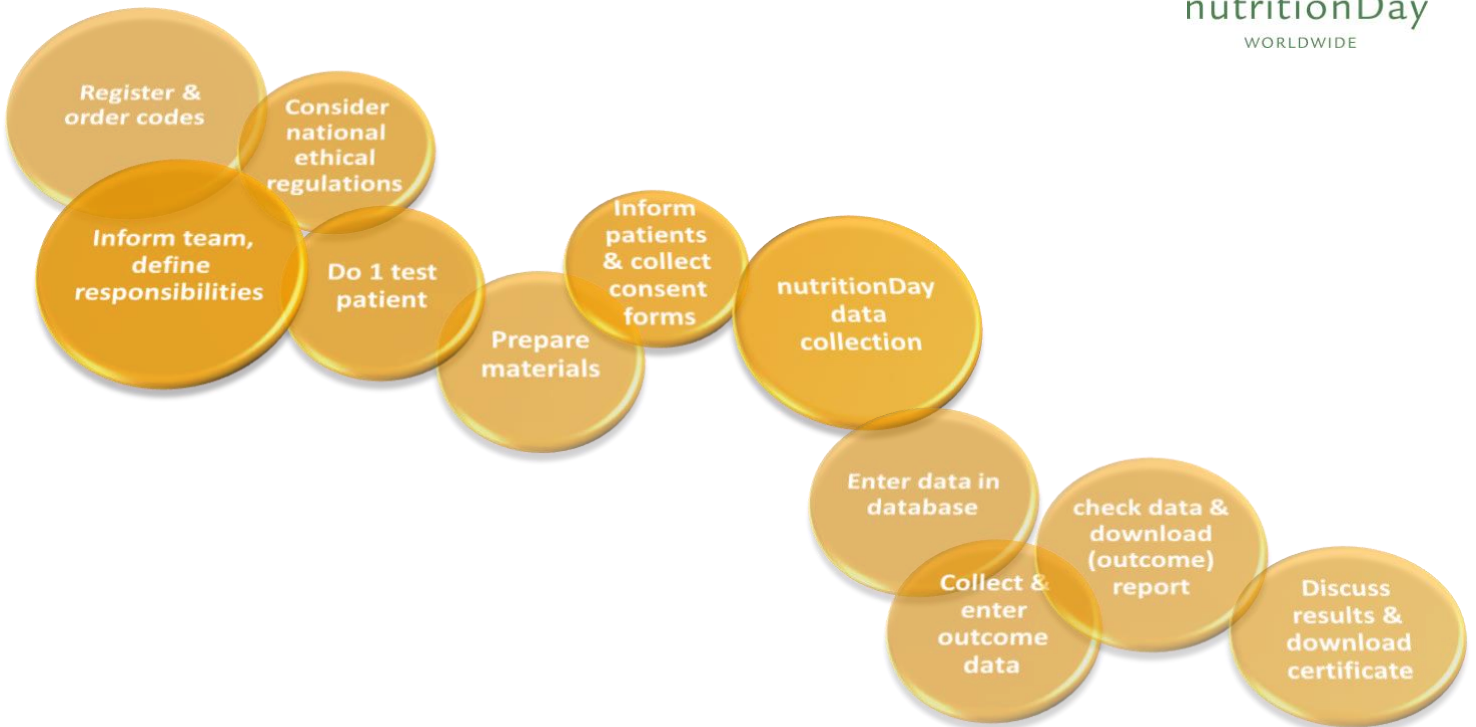 nutritionDay
WORLDWIDE
Register &
order codes
Consider
national
ethical
regulations
Inform team,
define
responsibilities
Do 1 test
patient
Prepare
materials
Inform
patients
& collect
consent
forms
nutritionDay
data
collection
Enter data in
database
Collect &
enter
outcome
data
check data &
download
(outcome)
report
Discuss
results &
download
certificate